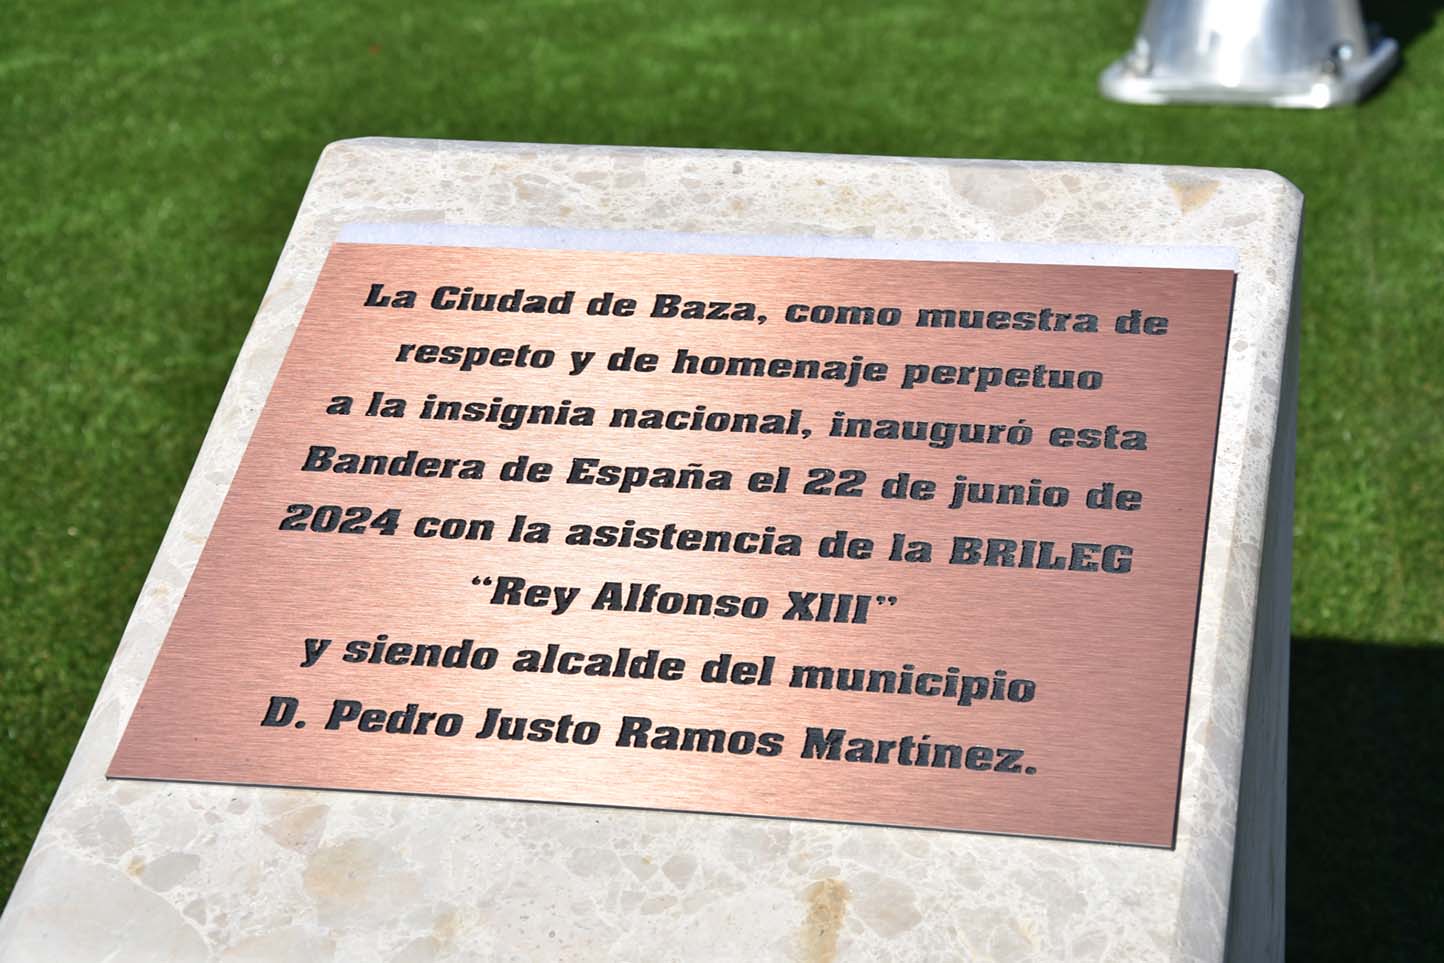 La Ciudad de Baza, como muestra de
respeto y de homenaje perpetuo
a la insignia nacional, inauguró esta
Bandera de España el 22 de junio de
2024 con la asistencia de la BRILEG
“Rey Alfonso XIII”
y siendo alcalde del municipio
D. Pedro Justo Ramos Martínez.